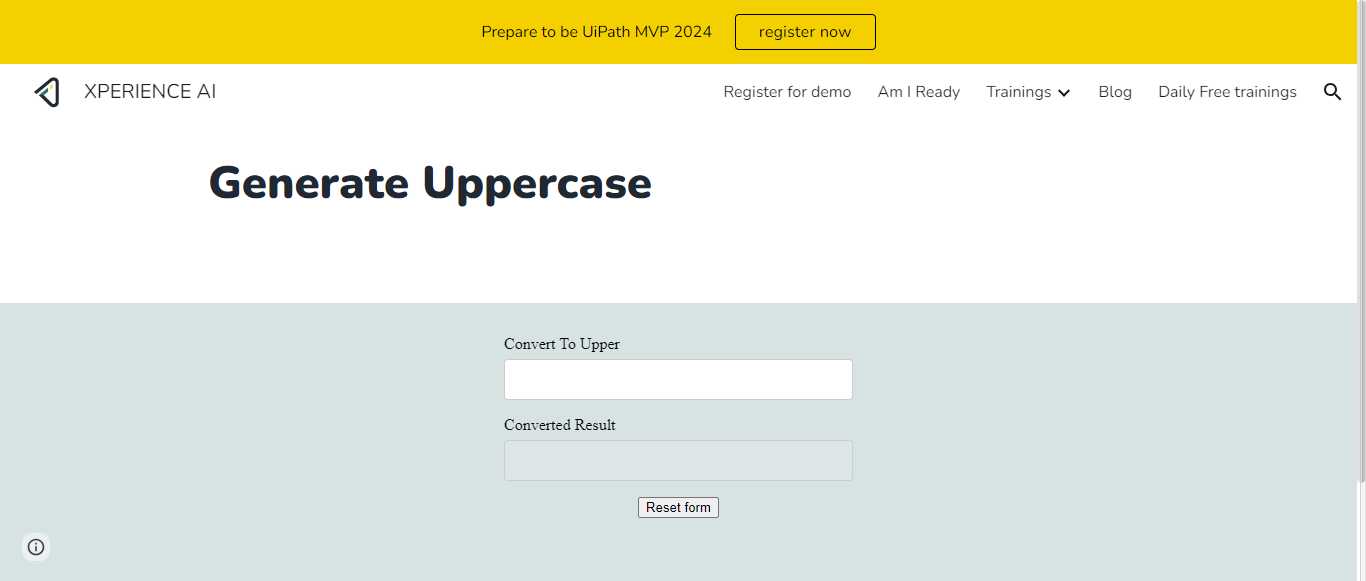 Prepare to be UiPath MVP 2024 register now
XPERIENCE AI Register for demo Am I Ready Trainings Blog Daily Free trainings
Generate Uppercase
Convert To Upper
Converted Result
Reset form